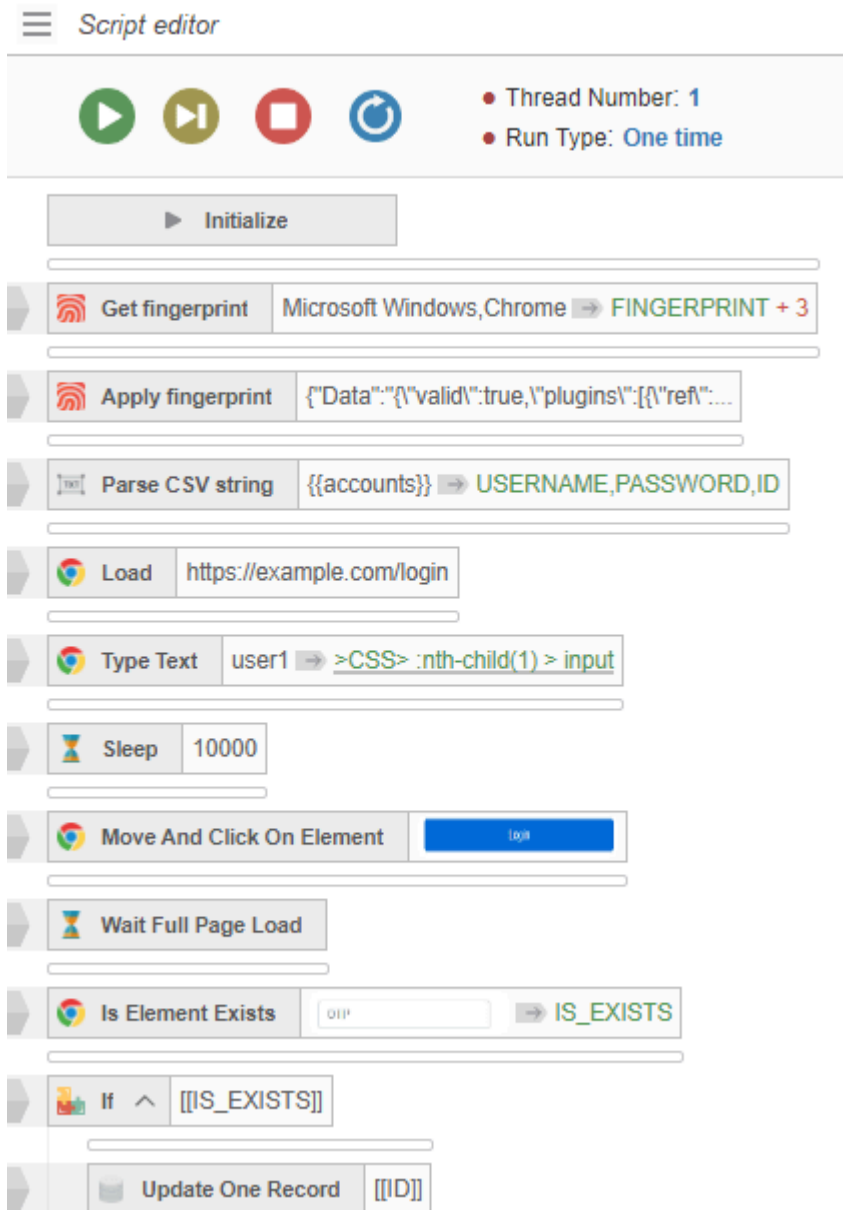 Script editor
Thread Number: 1
Run Type: One time
Initialize
Get fingerprint Microsoft Windows,Chrome FINGERPRINT + 3
Apply fingerprint {"Data":"{\"valid\":true,\"plugins\":[{\"ref\":....
TXT Parse CSV string {{accounts}} USERNAME,PASSWORD,ID
Load https://example.com/login
Type Text user1 >CSS> :nth-child(1) > input
Sleep 10000
Move And Click On Element Login
Wait Full Page Load
Is Element Exists OTP IS_EXISTS
If [[IS_EXISTS]]
Update One Record [[ID]]